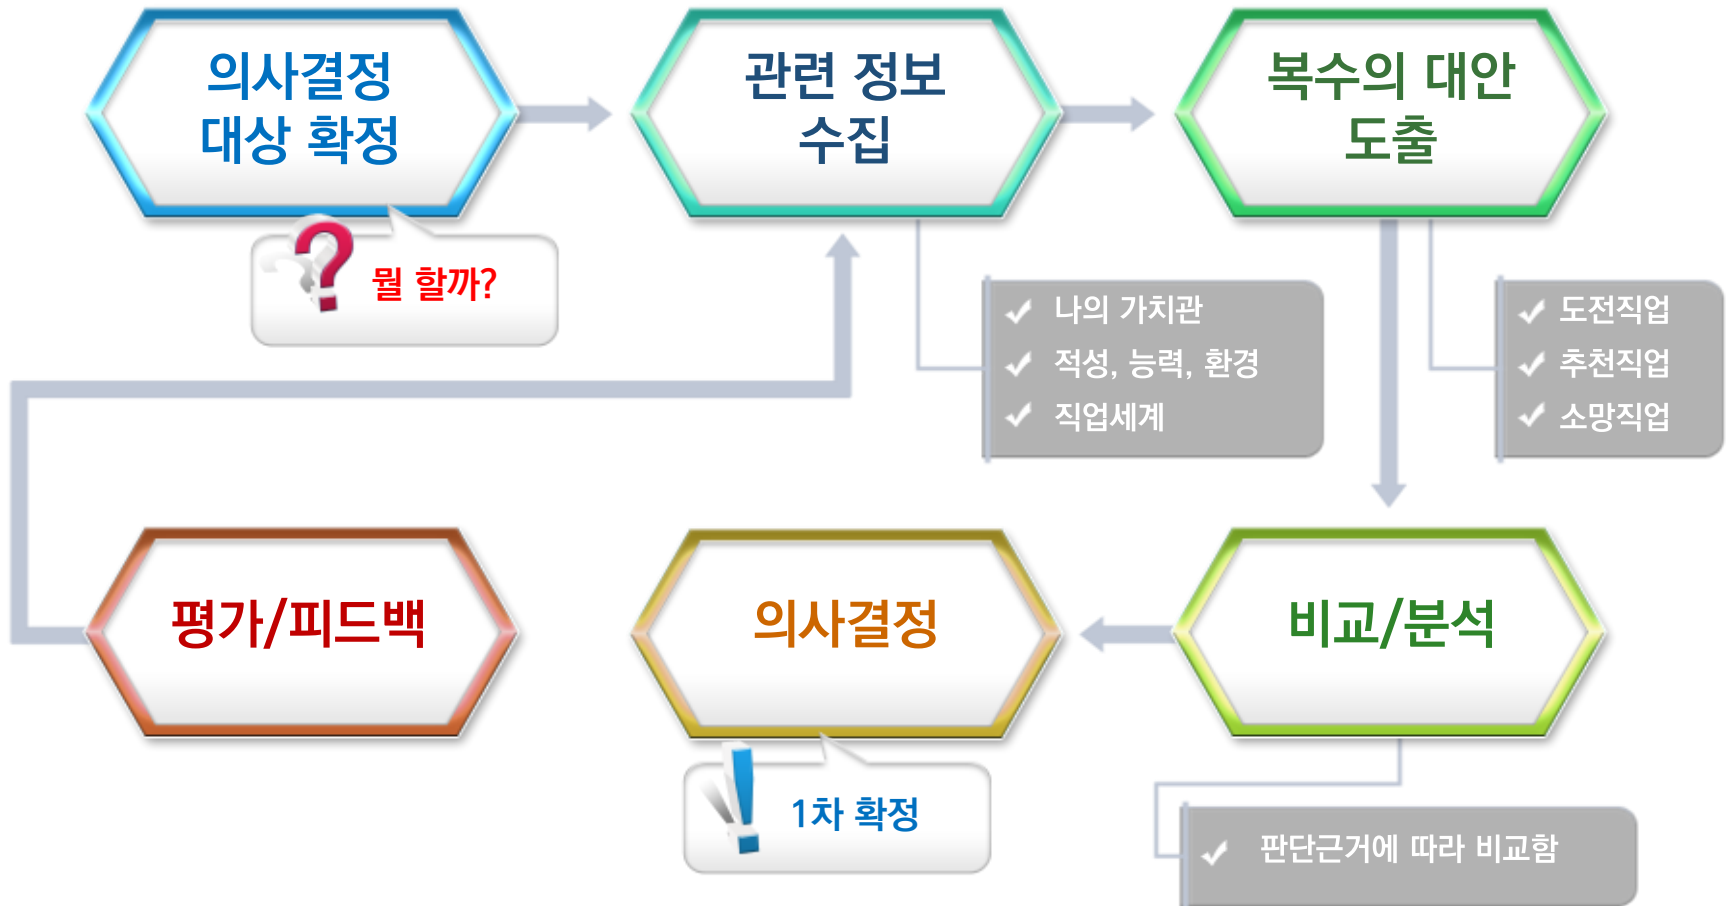 의사결정
대상 확정
관련 정보
수집
복수의 대안
도출
뭘 할까?
나의 가치관
적성, 능력, 환경
직업세계
도전직업
추천직업
소망직업
평가/피드백
의사결정
비교/분석
1차 확정
판단근거에 따라 비교함